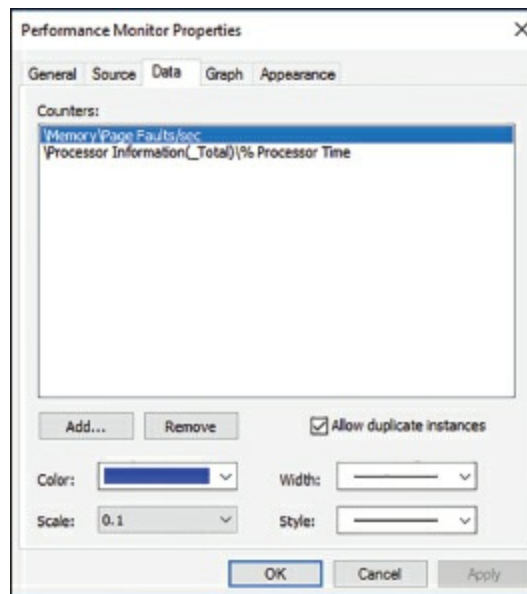 Performance Monitor Properties
General Source Data Graph Appearance
Counters:
\Memory\Page Faults/sec
\Processor Information(_Total)\% Processor Time
Add... Remove Allow duplicate instances
Color: Width:
Scale: 0.1 Style:
OK Cancel Apply